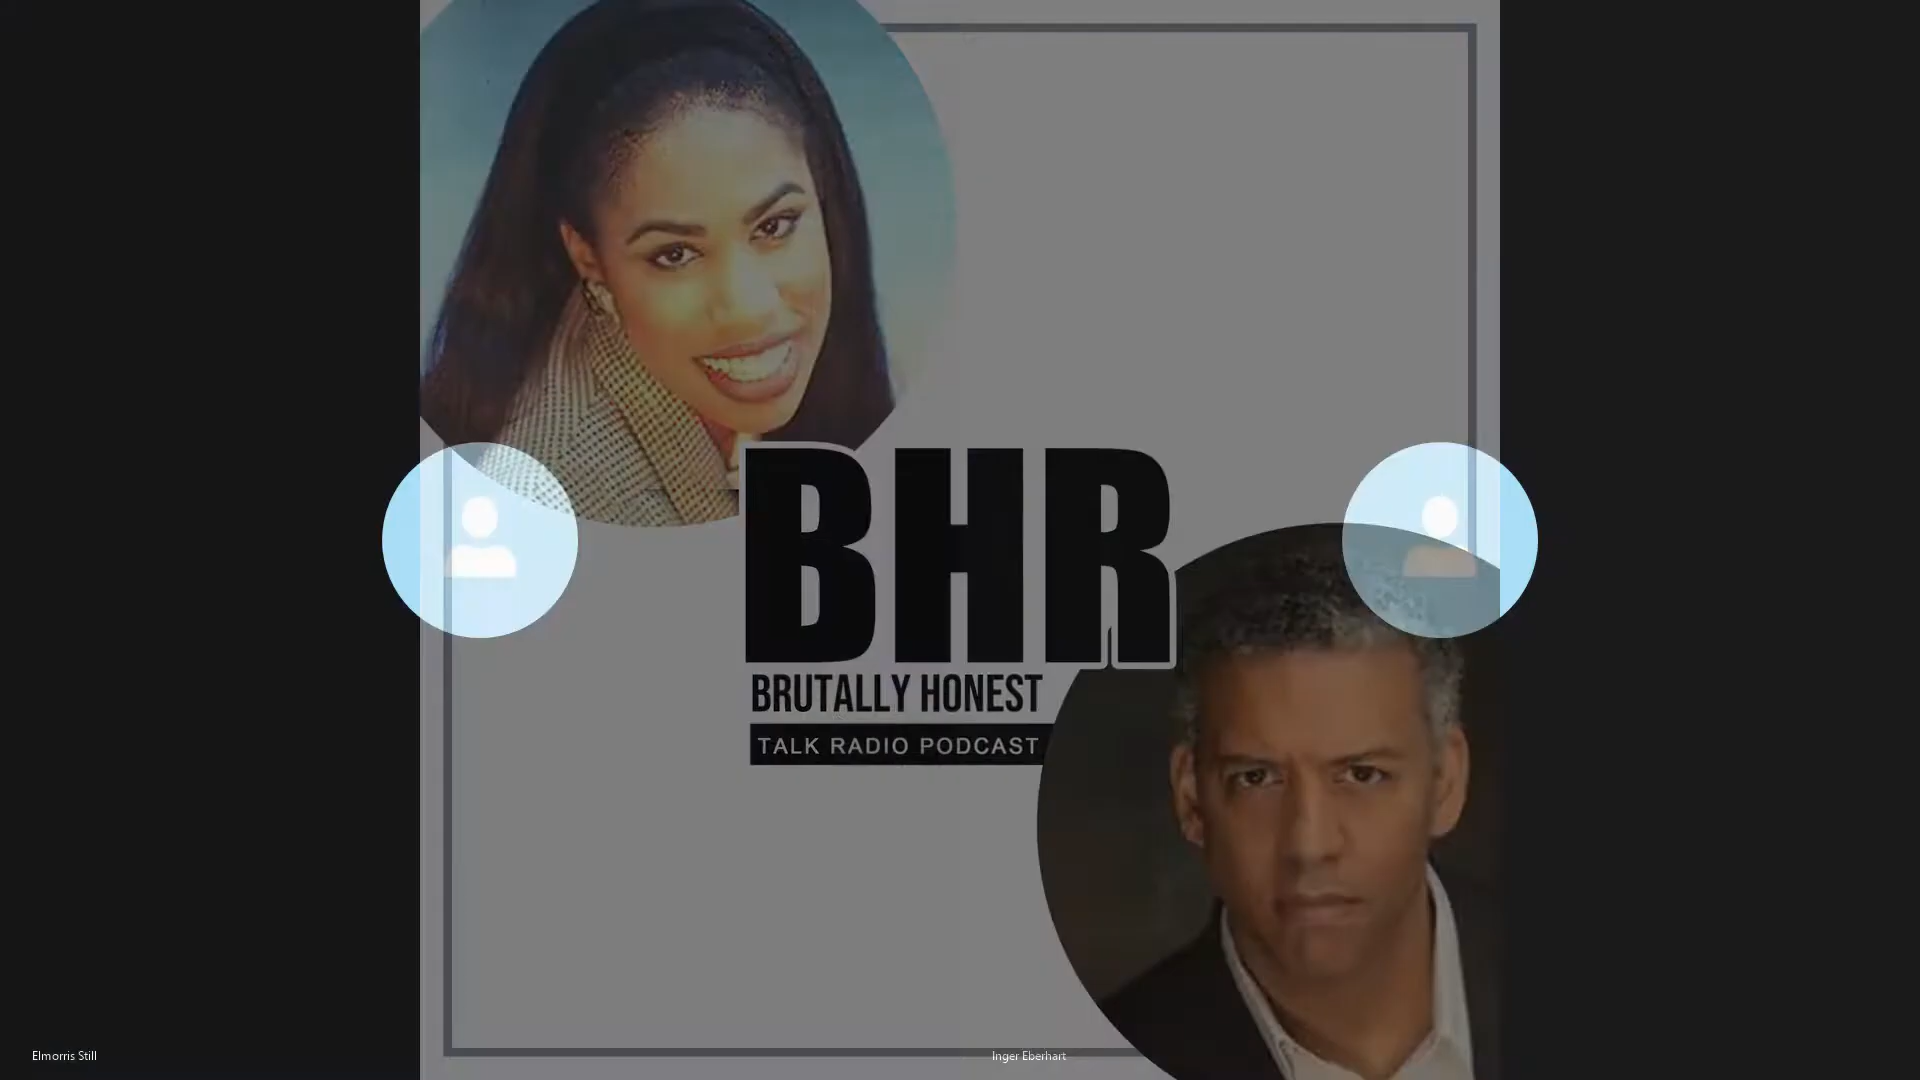 BHR
BRUTALLY HONEST
TALK RADIO PODCAST
Elmorris Still
Inger Eberhart